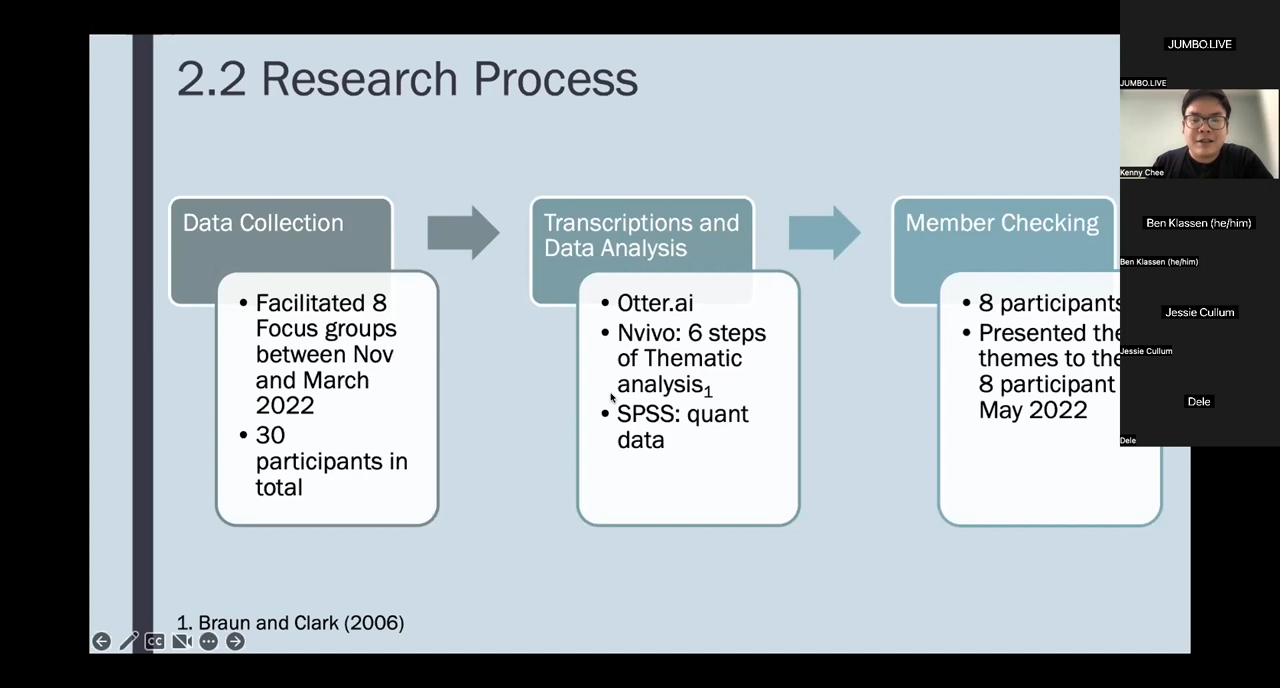 2.2 Research Process
Data Collection
• Facilitated 8
Focus groups
between Nov
and March
2022
• 30
participants in
total
Transcriptions and
Data Analysis
• Otter.ai
• Nvivo: 6 steps
of Thematic
analysis1
• SPSS: quant
data
Member Checking
• 8 participants
• Presented the
themes to the
8 participant
May 2022
1. Braun and Clark (2006)
CC
JUMBO.LIVE
JUMBO.LIVE
Kenny Chee
Ben Klassen (he/him)
Ben Klassen (he/him)
Jessie Cullum
Jessie Cullum
Dele
Dele